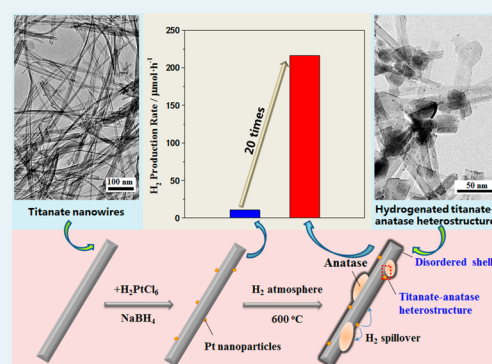 100 nm
Titanate nanowires
H₂ Production Rate / μmol·h⁻¹
250
200
150
100
50
0
20 times
50 nm
Hydrogenated titanate-
anatase heterostructure
+H₂PtCl₆
NaBH₄
Pt nanoparticles
H₂ atmosphere
600 °C
Anatase
Disordered shell
Titanate-anatase
heterostructure
H₂ spillover